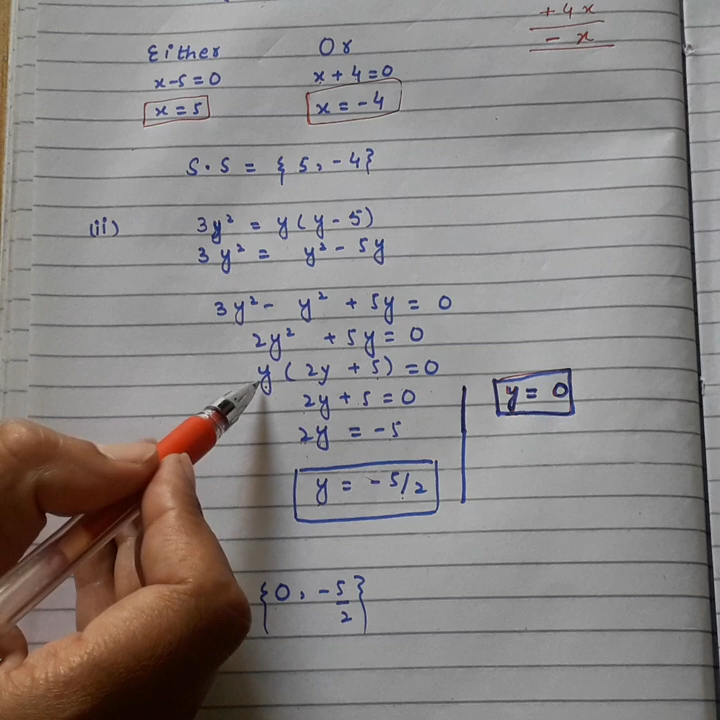 +4x
- x
Either Or
x-5=0 x+4=0
x=5 x=-4
S.S = {5, -4}
(ii) 3y² = y(y-5)
3y² = y² - 5y
3y² - y² + 5y = 0
2y² + 5y = 0
y(2y + 5) = 0
2y + 5 = 0 y = 0
2y = -5
y = -5/2
{0, -5/2}